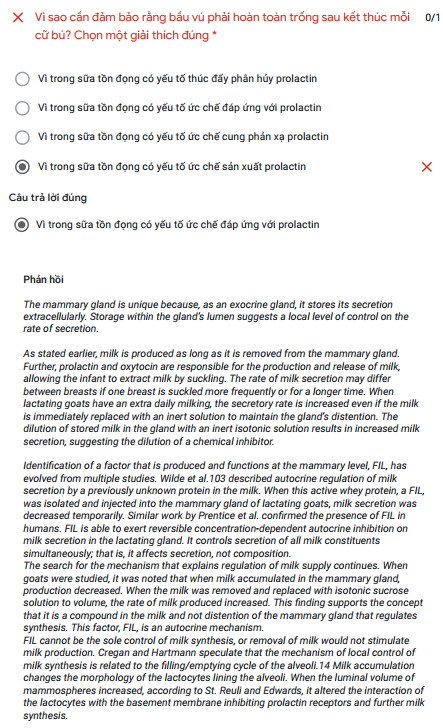 Vì sao cần đảm bảo rằng bầu vú phải hoàn toàn trống sau kết thúc mỗi 0/1
cữ bú? Chọn một giải thích đúng *
Vì trong sữa tồn đọng có yếu tố thúc đẩy phân hủy prolactin
Vì trong sữa tồn đọng có yếu tố ức chế đáp ứng với prolactin
Vì trong sữa tồn đọng có yếu tố ức chế cung phản xạ prolactin
Vì trong sữa tồn đọng có yếu tố ức chế sản xuất prolactin
Câu trả lời đúng
Vì trong sữa tồn đọng có yếu tố ức chế đáp ứng với prolactin
Phản hồi
The mammary gland is unique because, as an exocrine gland, it stores its secretion
extracellularly. Storage within the gland's lumen suggests a local level of control on the
rate of secretion.
As stated earlier, milk is produced as long as it is removed from the mammary gland.
Further, prolactin and oxytocin are responsible for the production and release of milk,
allowing the infant to extract milk by suckling. The rate of milk secretion may differ
between breasts if one breast is suckled more frequently or for a longer time. When
lactating goats have an extra daily milking, the secretory rate is increased even if the milk
is immediately replaced with an inert solution to maintain the gland's distention. The
dilution of stored milk in the gland with an inert isotonic solution results in increased milk
secretion, suggesting the dilution of a chemical inhibitor.
Identification of a factor that is produced and functions at the mammary level, FIL, has
evolved from multiple studies. Wilde et al.103 described autocrine regulation of milk
secretion by a previously unknown protein in the milk. When this active whey protein, a FIL,
was isolated and injected into the mammary gland of lactating goats, milk secretion was
decreased temporarily. Similar work by Prentice et al. confirmed the presence of FIL in
humans. FIL is able to exert reversible concentration-dependent autocrine inhibition on
milk secretion in the lactating gland. It controls secretion of all milk constituents
simultaneously; that is, it affects secretion, not composition.
The search for the mechanism that explains regulation of milk supply continues. When
goats were studied, it was noted that when milk accumulated in the mammary gland,
production decreased. When the milk was removed and replaced with isotonic sucrose
solution to volume, the rate of milk produced increased. This finding supports the concept
that it is a compound in the milk and not distention of the mammary gland that regulates
synthesis. This factor, FIL, is an autocrine mechanism.
FIL cannot be the sole control of milk synthesis, or removal of milk would not stimulate
milk production. Cregan and Hartmann speculate that the mechanism of local control of
milk synthesis is related to the filling/emptying cycle of the alveoli.14 Milk accumulation
changes the morphology of the lactocytes lining the alveoli. When the luminal volume of
mammospheres increased, according to St. Reuli and Edwards, it altered the interaction of
the lactocytes with the basement membrane inhibiting prolactin receptors and further milk
synthesis.